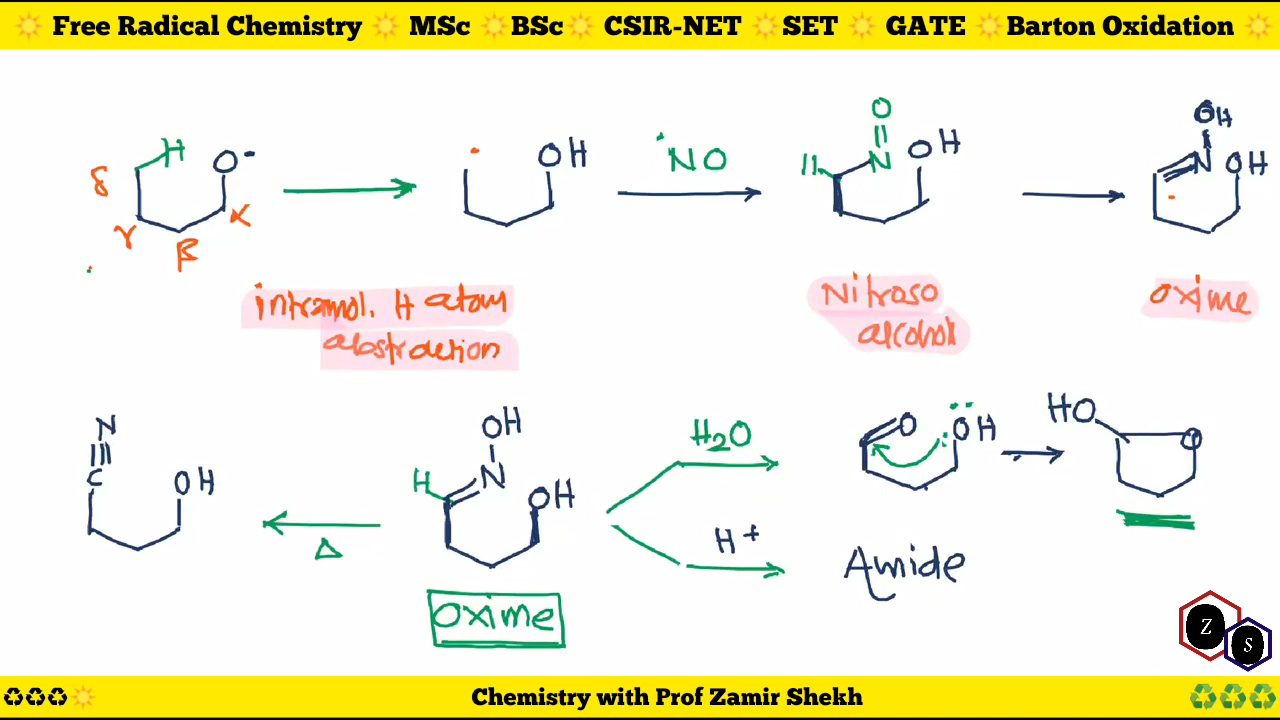 Free Radical Chemistry MSc BSc CSIR-NET SET GATE Barton Oxidation
H O• δ α γ β
OH
•NO
H N O OH
OH N OH
intramol. H atom
abstraction
Nitroso
alcohol
oxime
N C OH
Δ
H N OH OH
oxime
H2O
H+
O OH
HO O
Amide
Z S
Chemistry with Prof Zamir Shekh